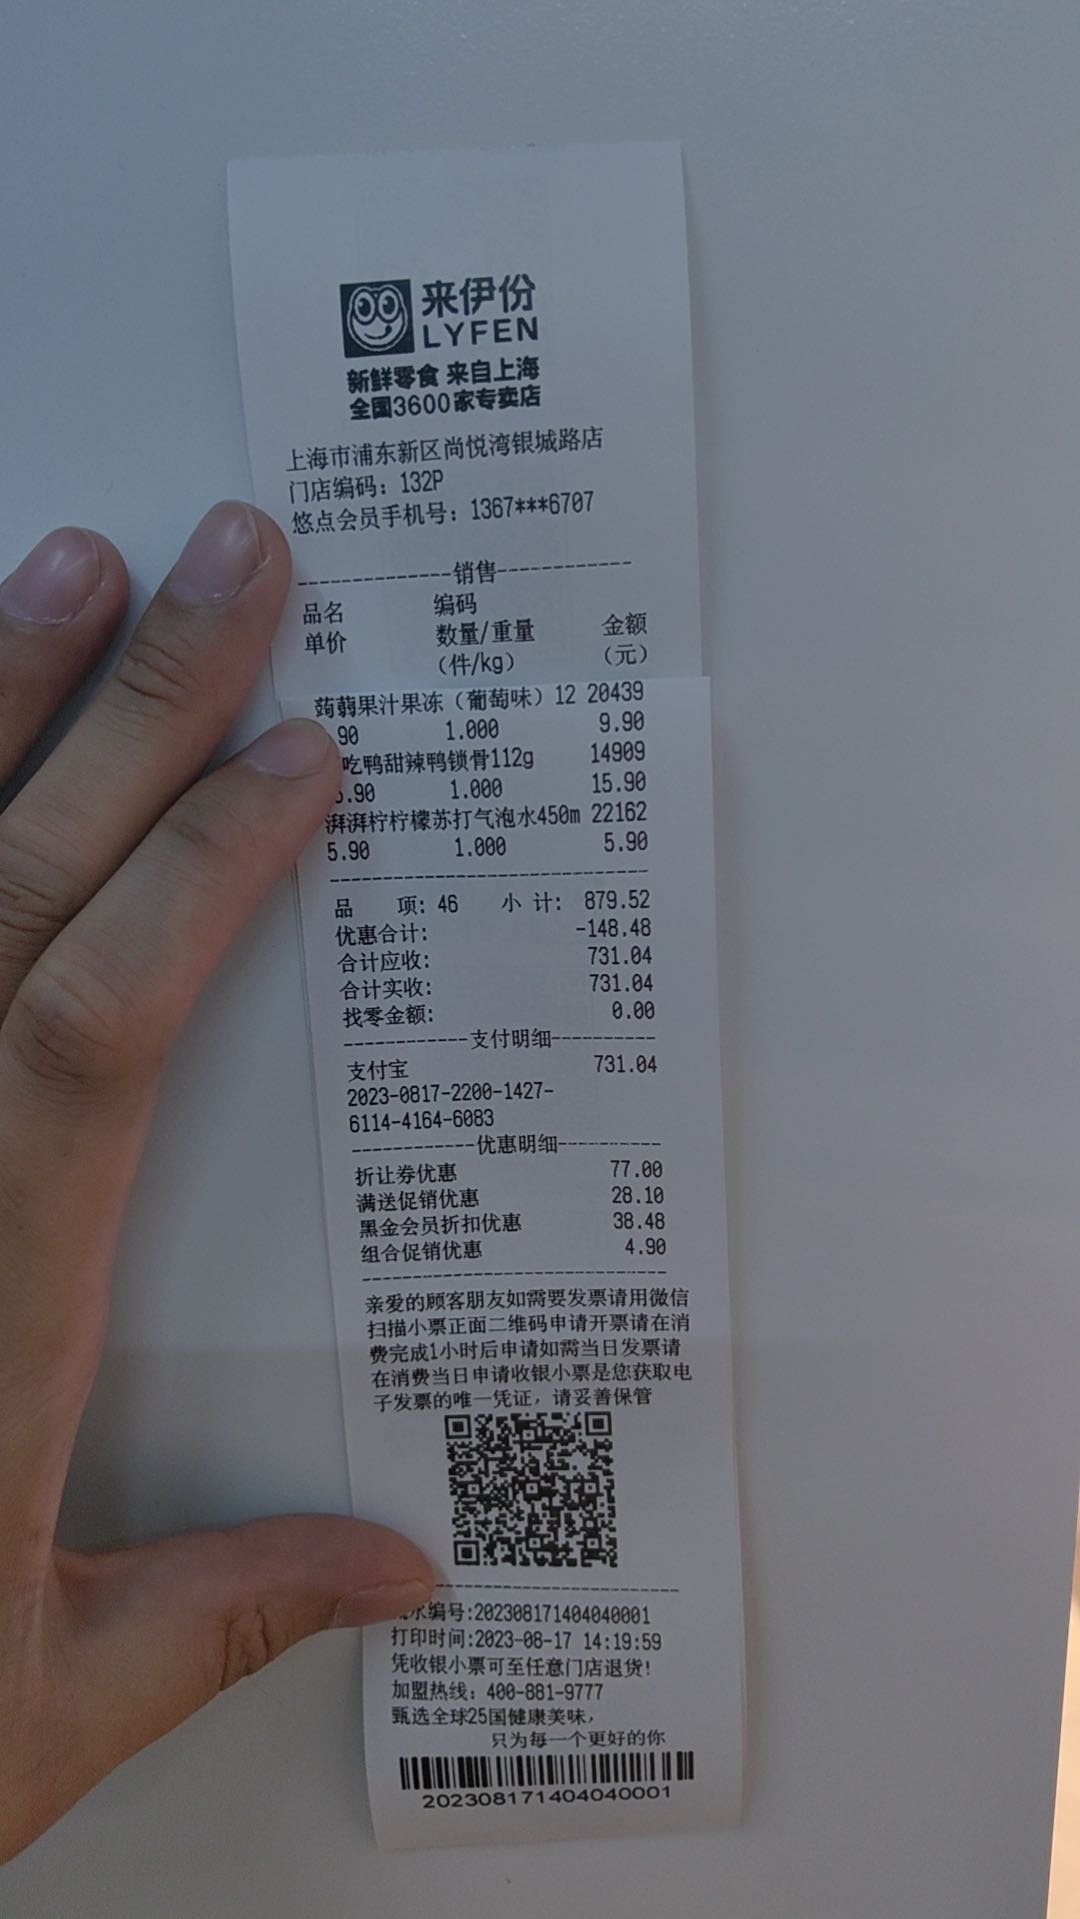 来伊份
LYFEN
新鲜零食 来自上海
全国3600家专卖店
上海市浦东新区尚悦湾银城路店
门店编码：132P
悠点会员手机号：1367***6707
--------------销售------------
品名 编码
单价 数量/重量 金额
（件/kg） （元）
蒟蒻果汁果冻（葡萄味）12 20439
90 1.000 9.90
吃鸭甜辣鸭锁骨112g 14909
5.90 1.000 15.90
湃湃柠柠檬苏打气泡水450m 22162
5.90 1.000 5.90
品 项: 46 小 计: 879.52
优惠合计: -148.48
合计应收: 731.04
合计实收: 731.04
找零金额: 0.00
------------支付明细----------
支付宝 731.04
2023-0817-2200-1427-
6114-4164-6083
------------优惠明细----------
折让券优惠 77.00
满送促销优惠 28.10
黑金会员折扣优惠 38.48
组合促销优惠 4.90
亲爱的顾客朋友如需要发票请用微信
扫描小票正面二维码申请开票请在消
费完成1小时后申请如需当日发票请
在消费当日申请收银小票是您获取电
子发票的唯一凭证，请妥善保管
水编号:202308171404040001
打印时间:2023-08-17 14:19:59
凭收银小票可至任意门店退货!
加盟热线：400-881-9777
甄选全球25国健康美味，
只为每一个更好的你
202308171404040001